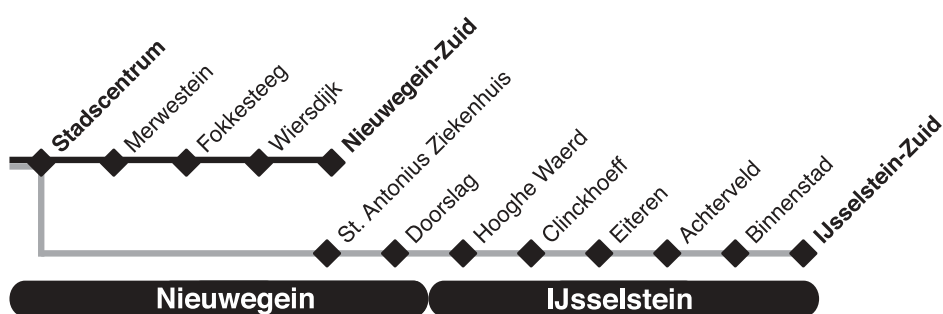 Stadscentrum
Merwestein
Fokkesteeg
Wiersdijk
Nieuwegein-Zuid
St. Antonius Ziekenhuis
Doorslag
Hooghe Waerd
Clinckhoeff
Eiteren
Achterveld
Binnenstad
IJsselstein-Zuid
Nieuwegein
IJsselstein